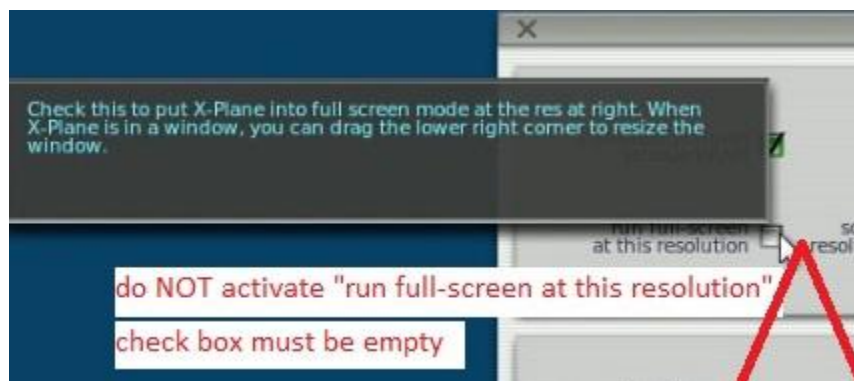 Check this to put X-Plane into full screen mode at the res at right. When
X-Plane is in a window, you can drag the lower right corner to resize the
window.
run full-screen
at this resolution
do NOT activate "run full-screen at this resolution"
check box must be empty